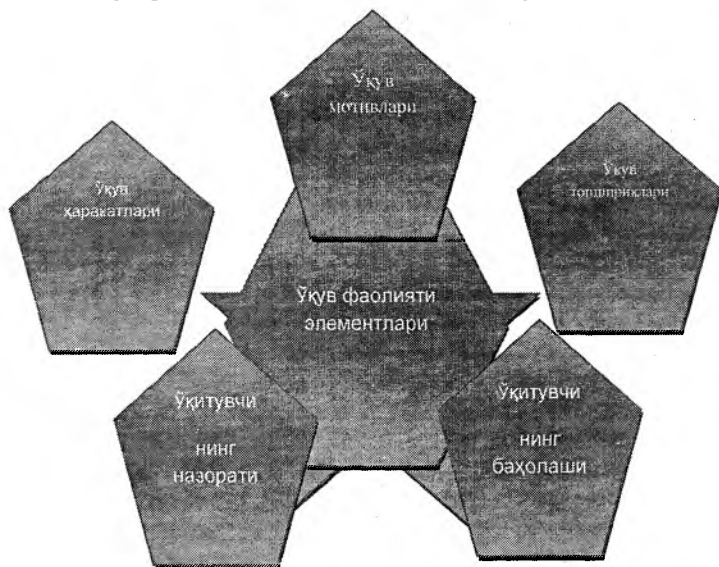 Ўқув
мотивлари
Ўқув
топшириқлари
Ўқув
ҳаракатлари
Ўқув фаолияти
элементлари
Ўқитувчи
нинг
назорати
Ўқитувчи
нинг
баҳолаши